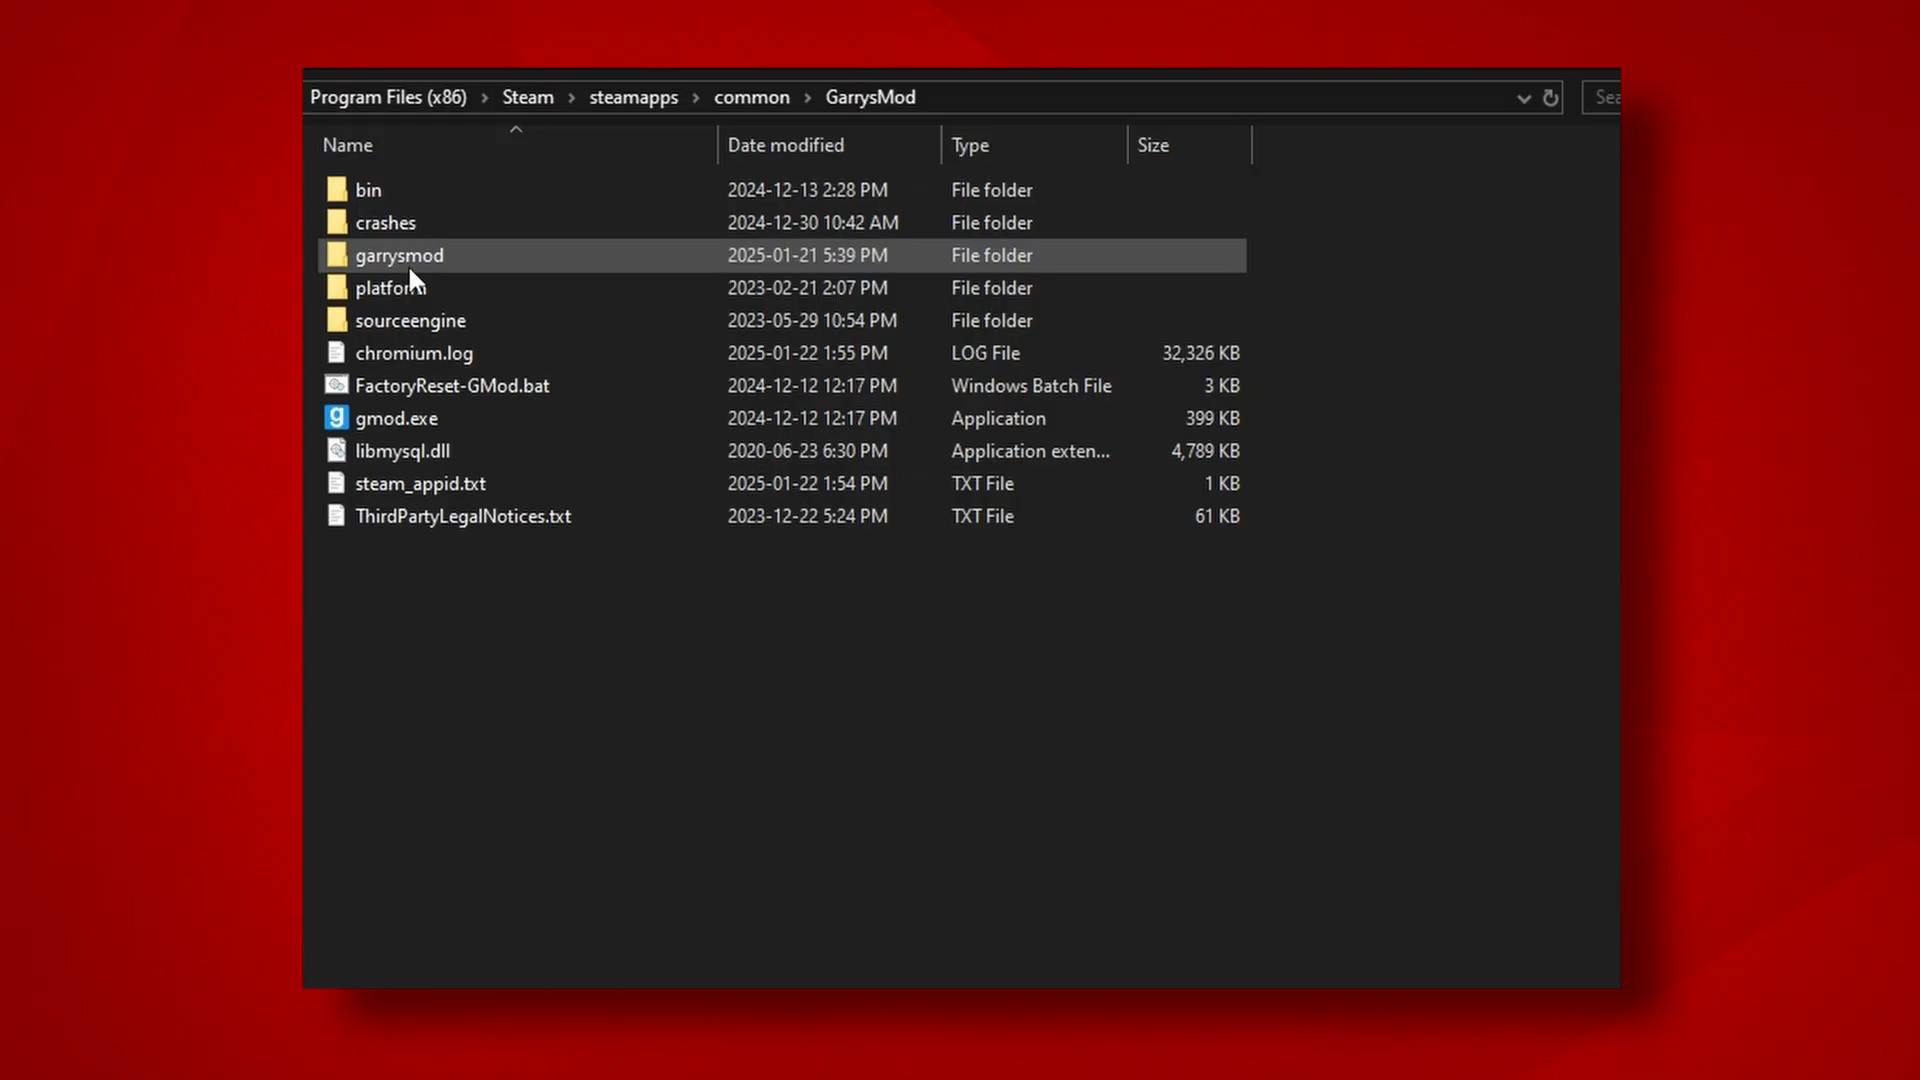 Program Files (x86) › Steam › steamapps › common › GarrysMod
Name Date modified Type Size
bin 2024-12-13 2:28 PM File folder
crashes 2024-12-30 10:42 AM File folder
garrysmod 2025-01-21 5:39 PM File folder
platform 2023-02-21 2:07 PM File folder
sourceengine 2023-05-29 10:54 PM File folder
chromium.log 2025-01-22 1:55 PM LOG File 32,326 KB
FactoryReset-GMod.bat 2024-12-12 12:17 PM Windows Batch File 3 KB
g gmod.exe 2024-12-12 12:17 PM Application 399 KB
libmysql.dll 2020-06-23 6:30 PM Application exten... 4,789 KB
steam_appid.txt 2025-01-22 1:54 PM TXT File 1 KB
ThirdPartyLegalNotices.txt 2023-12-22 5:24 PM TXT File 61 KB